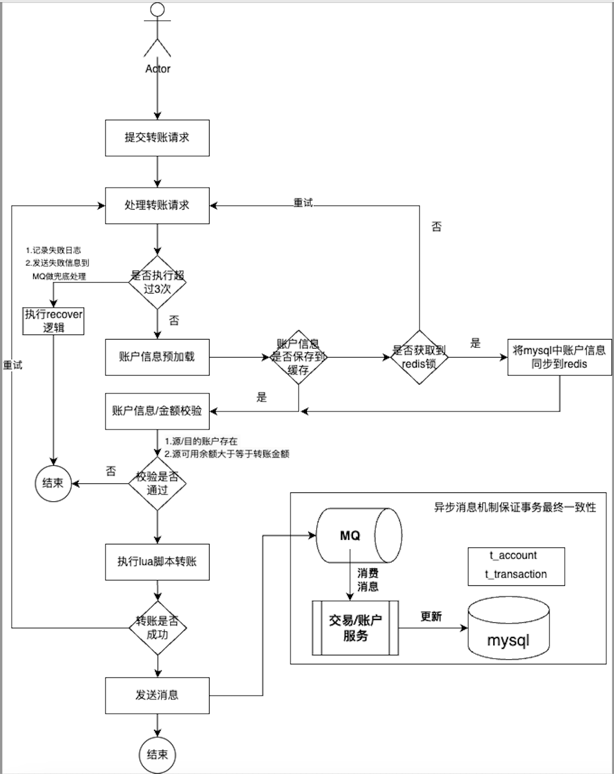 Actor
提交转账请求
处理转账请求
重试
否
1.记录失败日志
2.发送失败信息到
MQ做兜底处理
是否执行超
过3次
执行recover
逻辑
否
账户信息预加载
账户信息
是否保存到
缓存
是否获取到
redis锁
是
将mysql中账户信息
同步到redis
重试
是
账户信息/金额校验
1.源/目的账户存在
2.源可用余额大于等于转账金额
结束
否
校验是否
通过
执行lua脚本转账
转账是否
成功
发送消息
结束
异步消息机制保证事务最终一致性
MQ
消费
消息
t_account
t_transaction
交易/账户
服务
更新
mysql